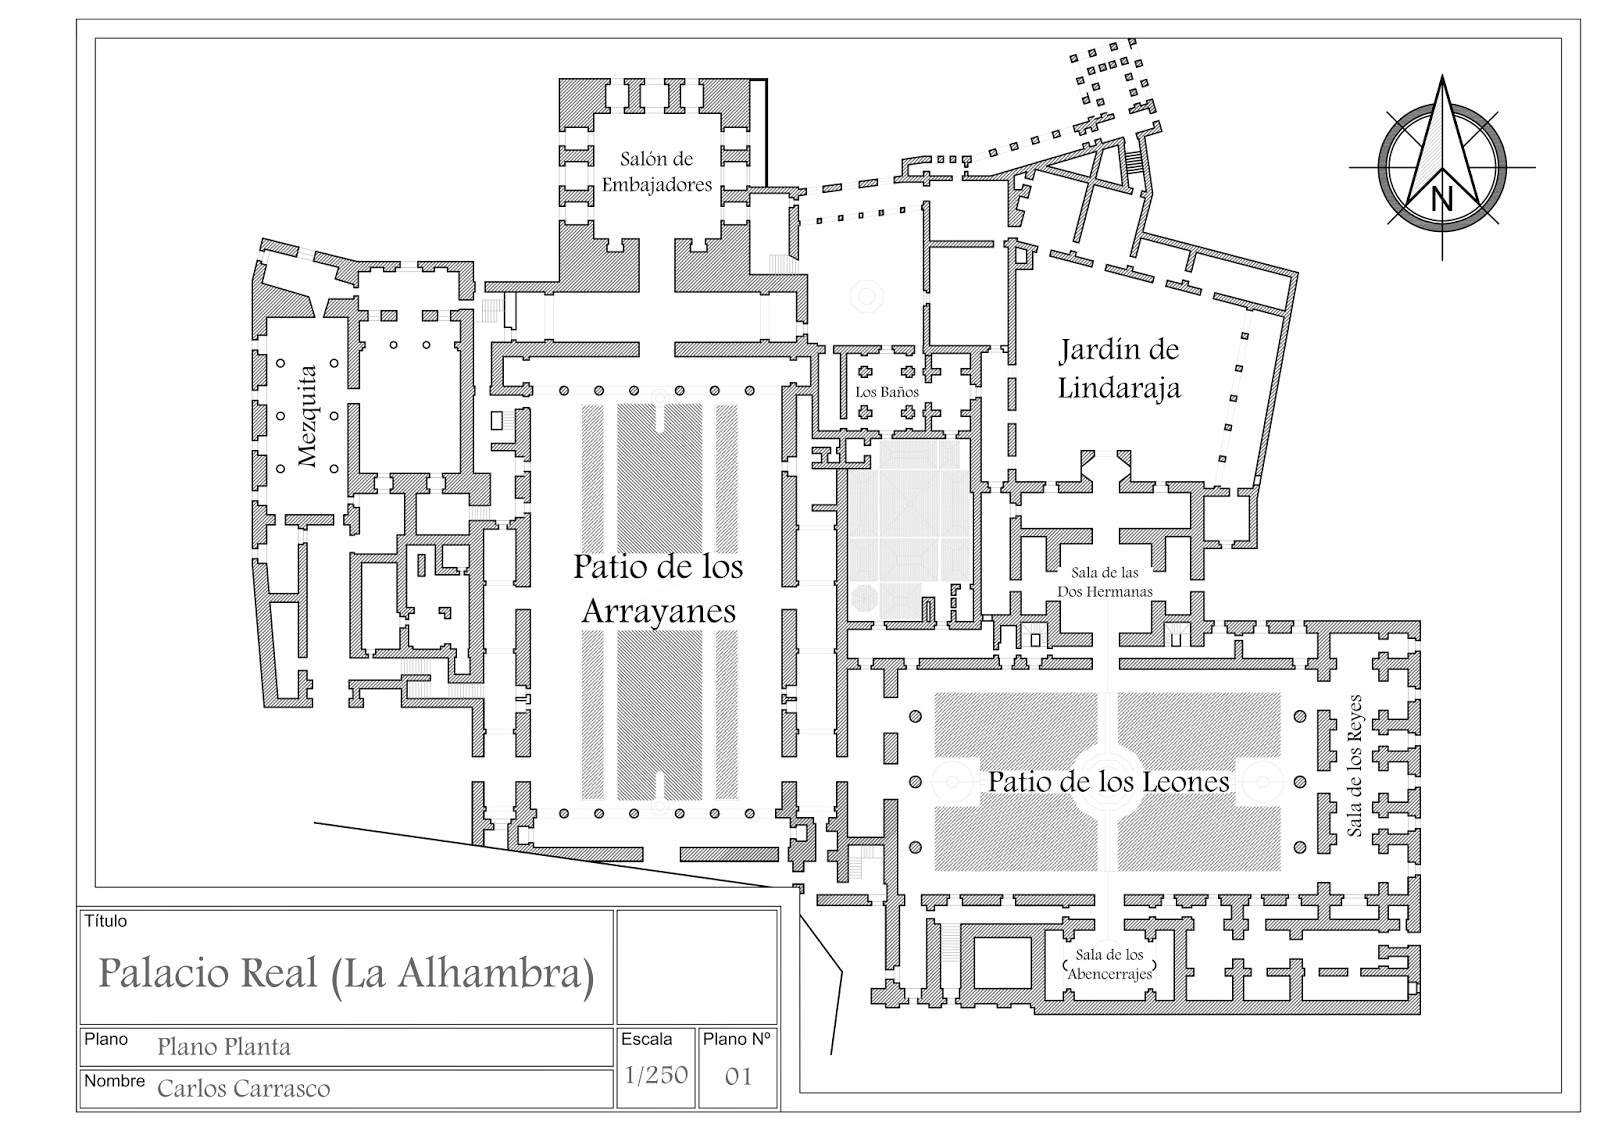 Salón de
Embajadores
N
Mezquita
Jardín de
Lindaraja
Los Baños
Patio de los
Arrayanes
Sala de las
Dos Hermanas
Patio de los Leones
Sala de los Reyes
Sala de los
Abencerrajes
Título
Palacio Real (La Alhambra)
Plano
Plano Planta
Nombre
Carlos Carrasco
Escala
1/250
Plano Nº
01